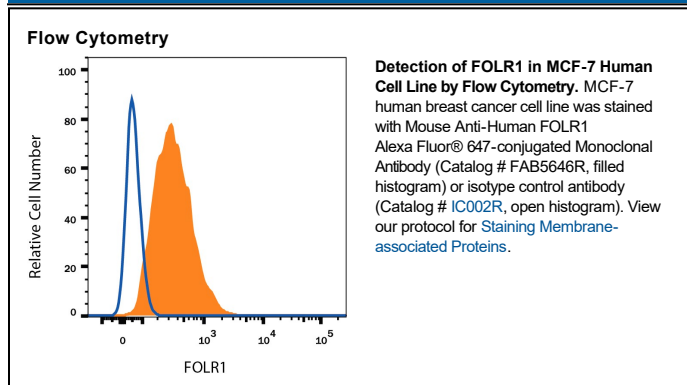 Flow Cytometry
100
80
60
40
20
0
Relative Cell Number
0
10³
10⁴
10⁵
FOLR1
Detection of FOLR1 in MCF-7 Human
Cell Line by Flow Cytometry. MCF-7
human breast cancer cell line was stained
with Mouse Anti-Human FOLR1
Alexa Fluor® 647-conjugated Monoclonal
Antibody (Catalog # FAB5646R, filled
histogram) or isotype control antibody
(Catalog # IC002R, open histogram). View
our protocol for Staining Membrane-
associated Proteins.